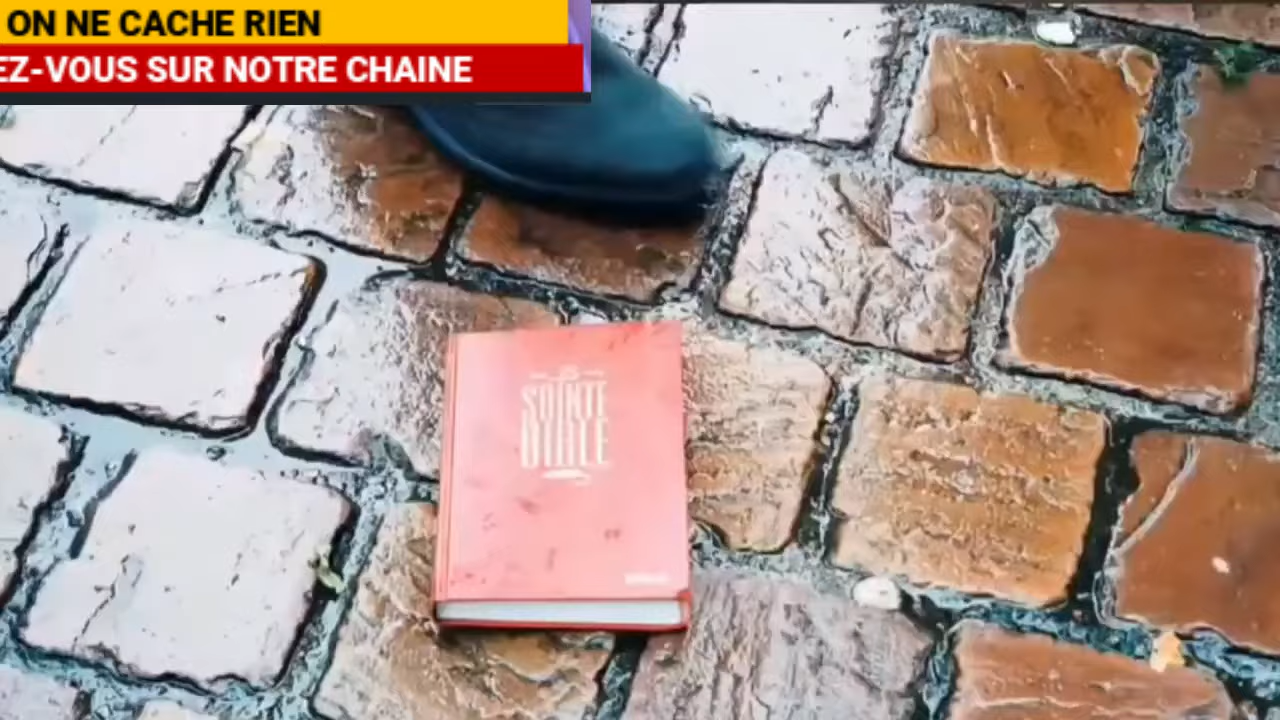 ON NE CACHE RIEN
EZ-VOUS SUR NOTRE CHAINE
SAINTE
BIBLE